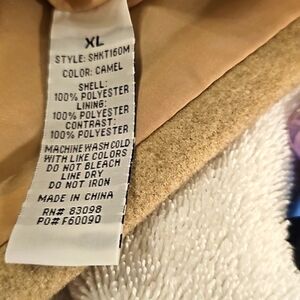 XL
STYLE: SHKT160M
COLOR: CAMEL
SHELL:
100% POLYESTER
LINING:
100% POLYESTER
CONTRAST:
100% POLYESTER
MACHINE WASH COLD
WITH LIKE COLORS
DO NOT BLEACH
LINE DRY
DO NOT IRON
MADE IN CHINA
RN# 83098
PO# F60090